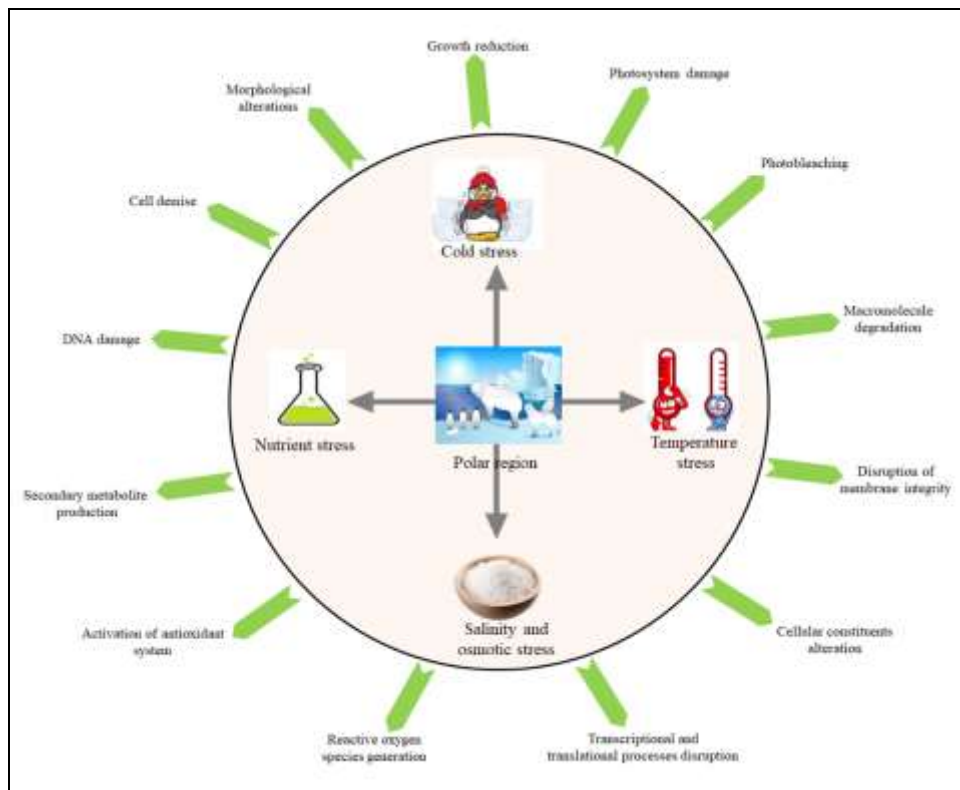 Growth reduction
Photosystem damage
Morphological
alterations
Photobleaching
Cell demise
Cold stress
Macromolecule
degradation
DNA damage
Nutrient stress
Polar region
Temperature
stress
Disruption of
membrane integrity
Secondary metabolite
production
Salinity and
osmotic stress
Activation of antioxidant
system
Cellular constituents
alteration
Reactive oxygen
species generation
Transcriptional and
translational processes disruption